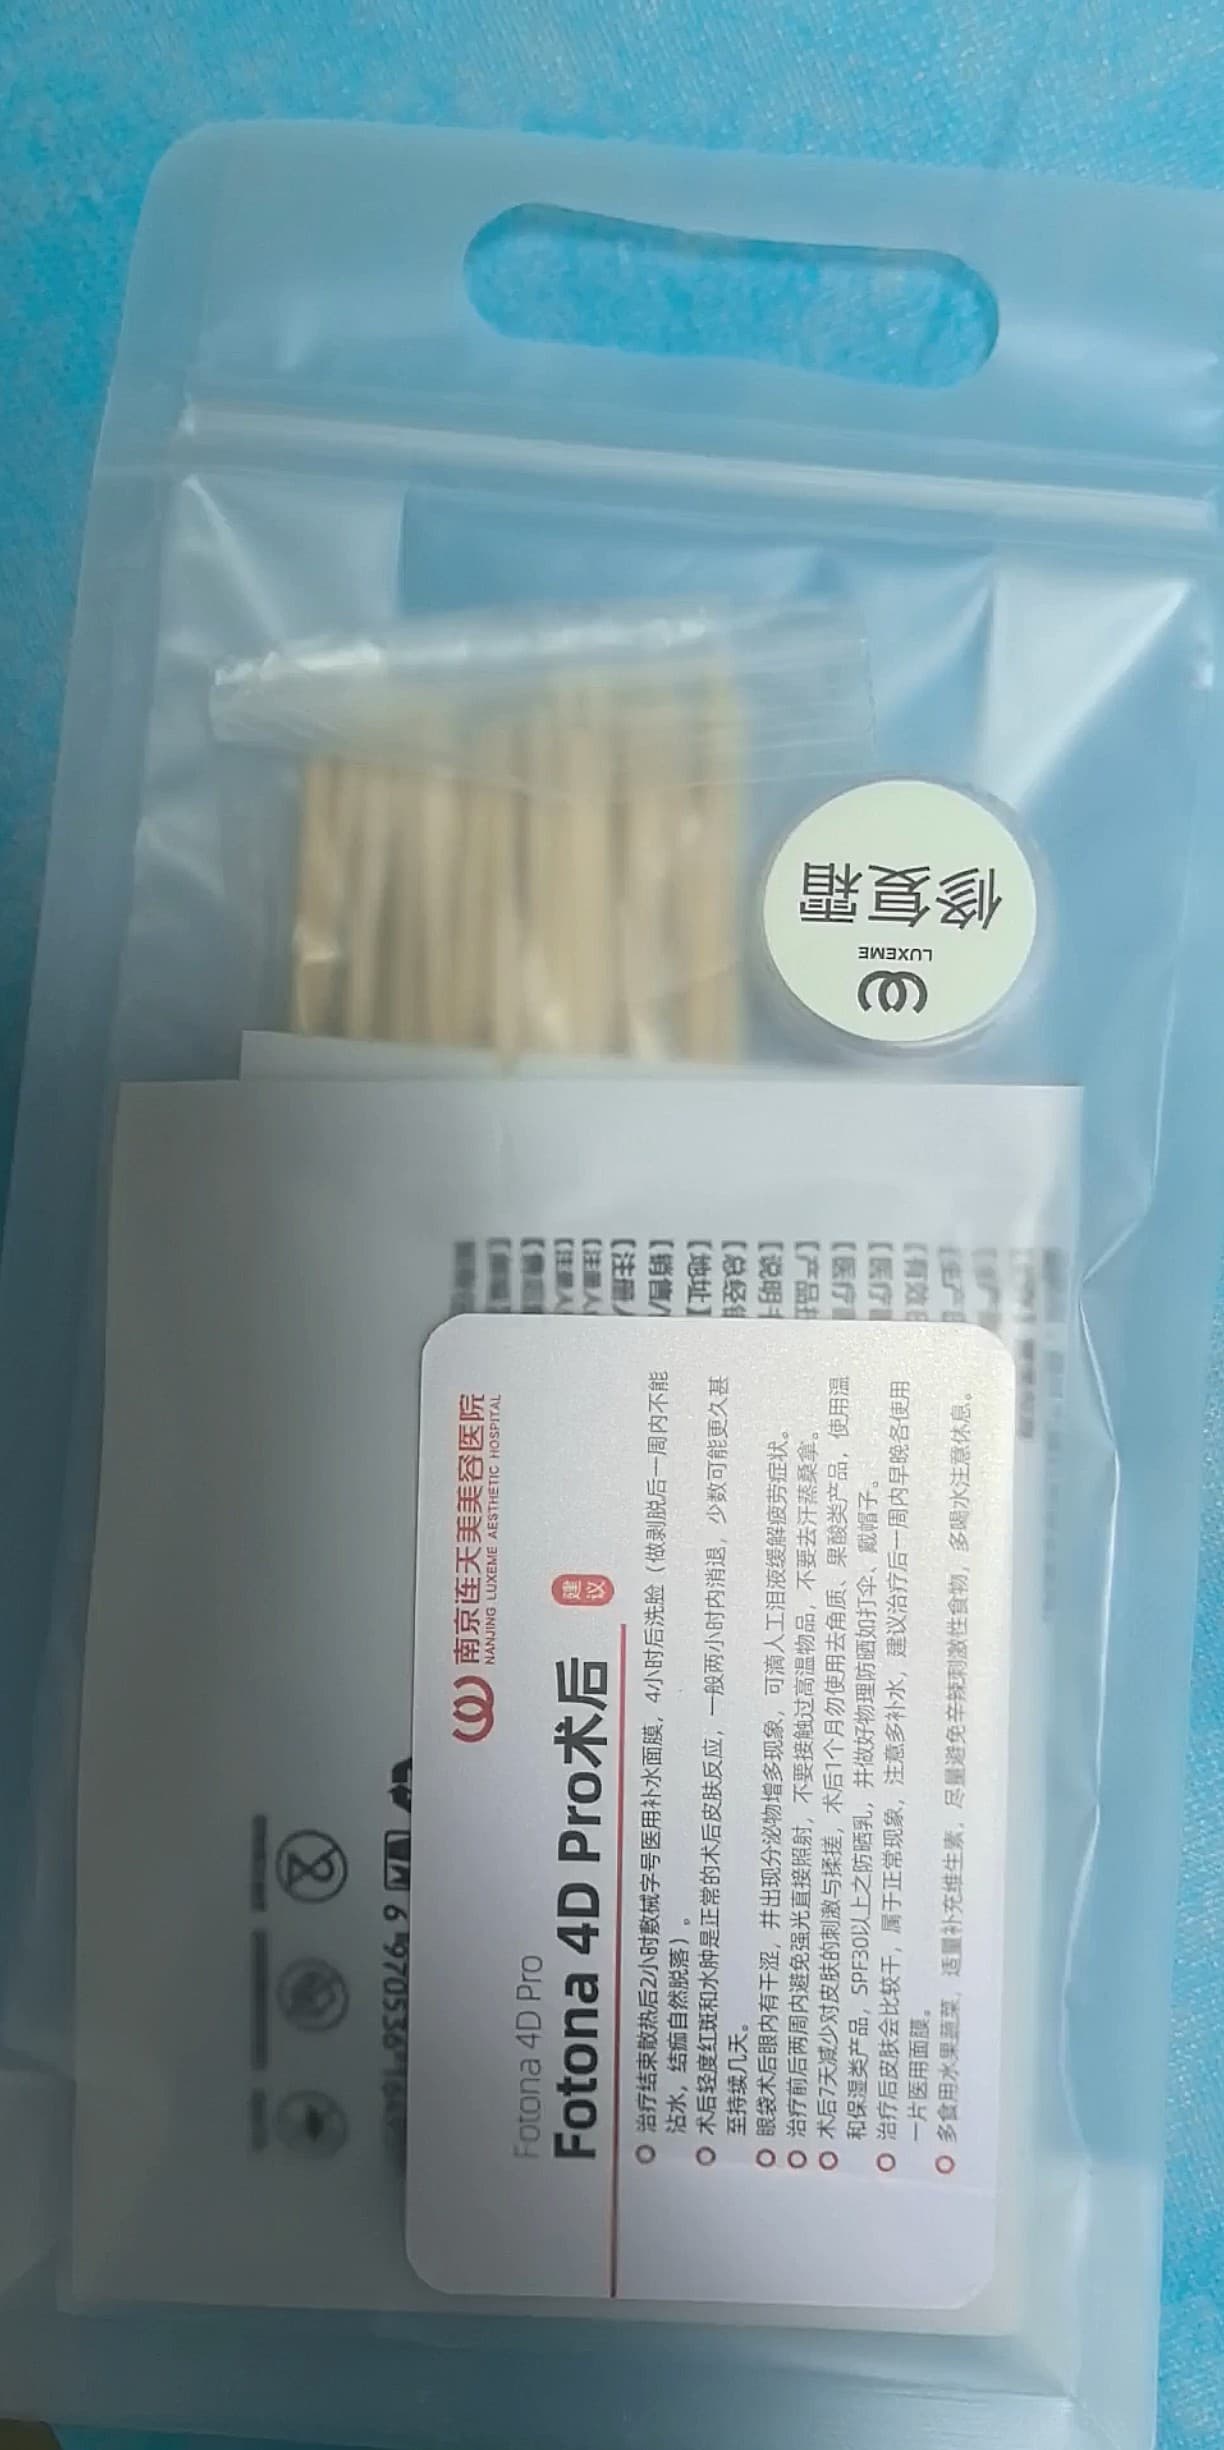 修复霜
LUXEME
南京连天美美容医院
NANJING LUXEME AESTHETIC HOSPITAL
Fotona 4D Pro
Fotona 4D Pro术后
建议
治疗结束散热后2小时敷械字号医用补水面膜，4小时后洗脸（做剥脱后一周内不能
沾水，结痂自然脱落）。
术后轻度红斑和水肿是正常的术后皮肤反应，一般两小时内消退，少数可能更久甚
至持续几天。
眼袋术后眼内有干涩，并出现分泌物增多现象，可滴人工泪液缓解疲劳症状。
治疗前后两周内避免强光直接照射，不要接触过高温物品，不要去汗蒸桑拿。
术后7天减少对皮肤的刺激与揉搓，术后1个月勿使用去角质、果酸类产品，使用温
和保湿类产品，SPF30以上之防晒乳，并做好物理防晒如打伞、戴帽子。
治疗后皮肤会比较干，属于正常现象，注意多补水，建议治疗后一周内早晚各使用
一片医用面膜。
多食用水果蔬菜，适量补充维生素，尽量避免辛辣刺激性食物，多喝水注意休息。